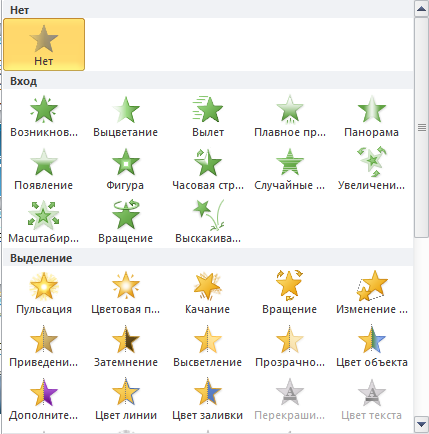 Нет
Нет
Вход
Возникнов... Выцветание Вылет Плавное пр... Панорама
Появление Фигура Часовая стр... Случайные ... Увеличени...
Масштабир... Вращение Выскакива...
Выделение
Пульсация Цветовая п... Качание Вращение Изменение ...
Приведени... Затемнение Высветление Прозрачно... Цвет объекта
Дополните... Цвет линии Цвет заливки Перекраши... Цвет текста